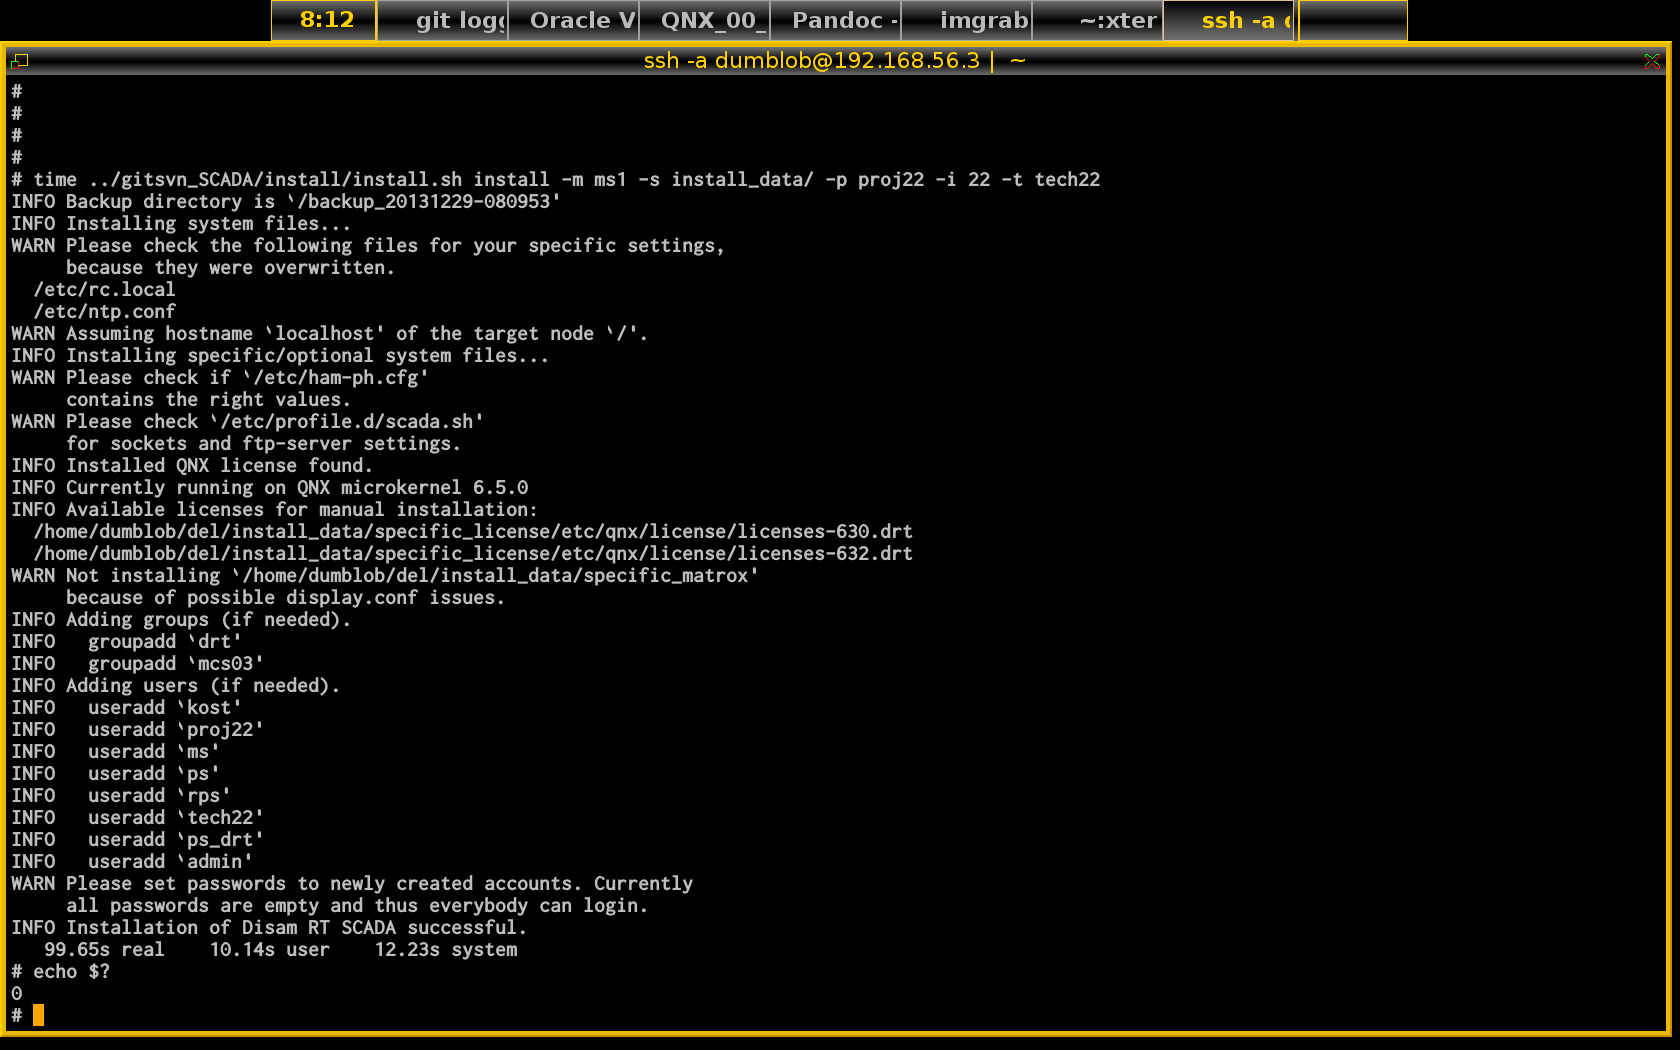 8:12 git log Oracle V QNX_00_ Pandoc - imgrab ~:xter ssh -a
ssh -a dumblob@192.168.56.3 | ~
#
#
#
#
# time ../gitsvn_SCADA/install/install.sh install -m ms1 -s install_data/ -p proj22 -i 22 -t tech22
INFO Backup directory is `/backup_20131229-080953'
INFO Installing system files...
WARN Please check the following files for your specific settings,
     because they were overwritten.
  /etc/rc.local
  /etc/ntp.conf
WARN Assuming hostname `localhost' of the target node `/'.
INFO Installing specific/optional system files...
WARN Please check if `/etc/ham-ph.cfg'
     contains the right values.
WARN Please check `/etc/profile.d/scada.sh'
     for sockets and ftp-server settings.
INFO Installed QNX license found.
INFO Currently running on QNX microkernel 6.5.0
INFO Available licenses for manual installation:
  /home/dumblob/del/install_data/specific_license/etc/qnx/license/licenses-630.drt
  /home/dumblob/del/install_data/specific_license/etc/qnx/license/licenses-632.drt
WARN Not installing `/home/dumblob/del/install_data/specific_matrox'
     because of possible display.conf issues.
INFO Adding groups (if needed).
INFO   groupadd `drt'
INFO   groupadd `mcs03'
INFO Adding users (if needed).
INFO   useradd `kost'
INFO   useradd `proj22'
INFO   useradd `ms'
INFO   useradd `ps'
INFO   useradd `rps'
INFO   useradd `tech22'
INFO   useradd `ps_drt'
INFO   useradd `admin'
WARN Please set passwords to newly created accounts. Currently
     all passwords are empty and thus everybody can login.
INFO Installation of Disam RT SCADA successful.
   99.65s real    10.14s user    12.23s system
# echo $?
0
#